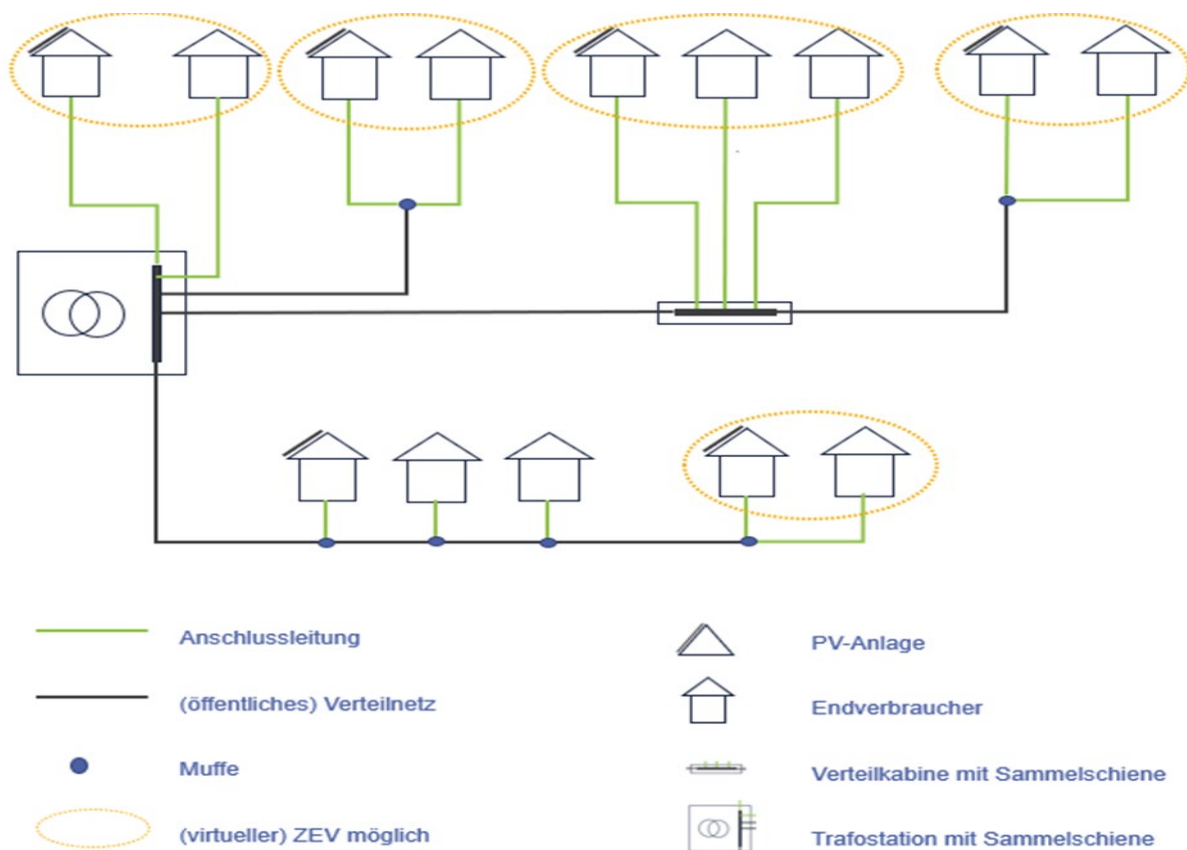 Anschlussleitung
PV-Anlage
(öffentliches) Verteilnetz
Endverbraucher
Muffe
Verteilkabine mit Sammelschiene
(virtueller) ZEV möglich
Trafostation mit Sammelschiene